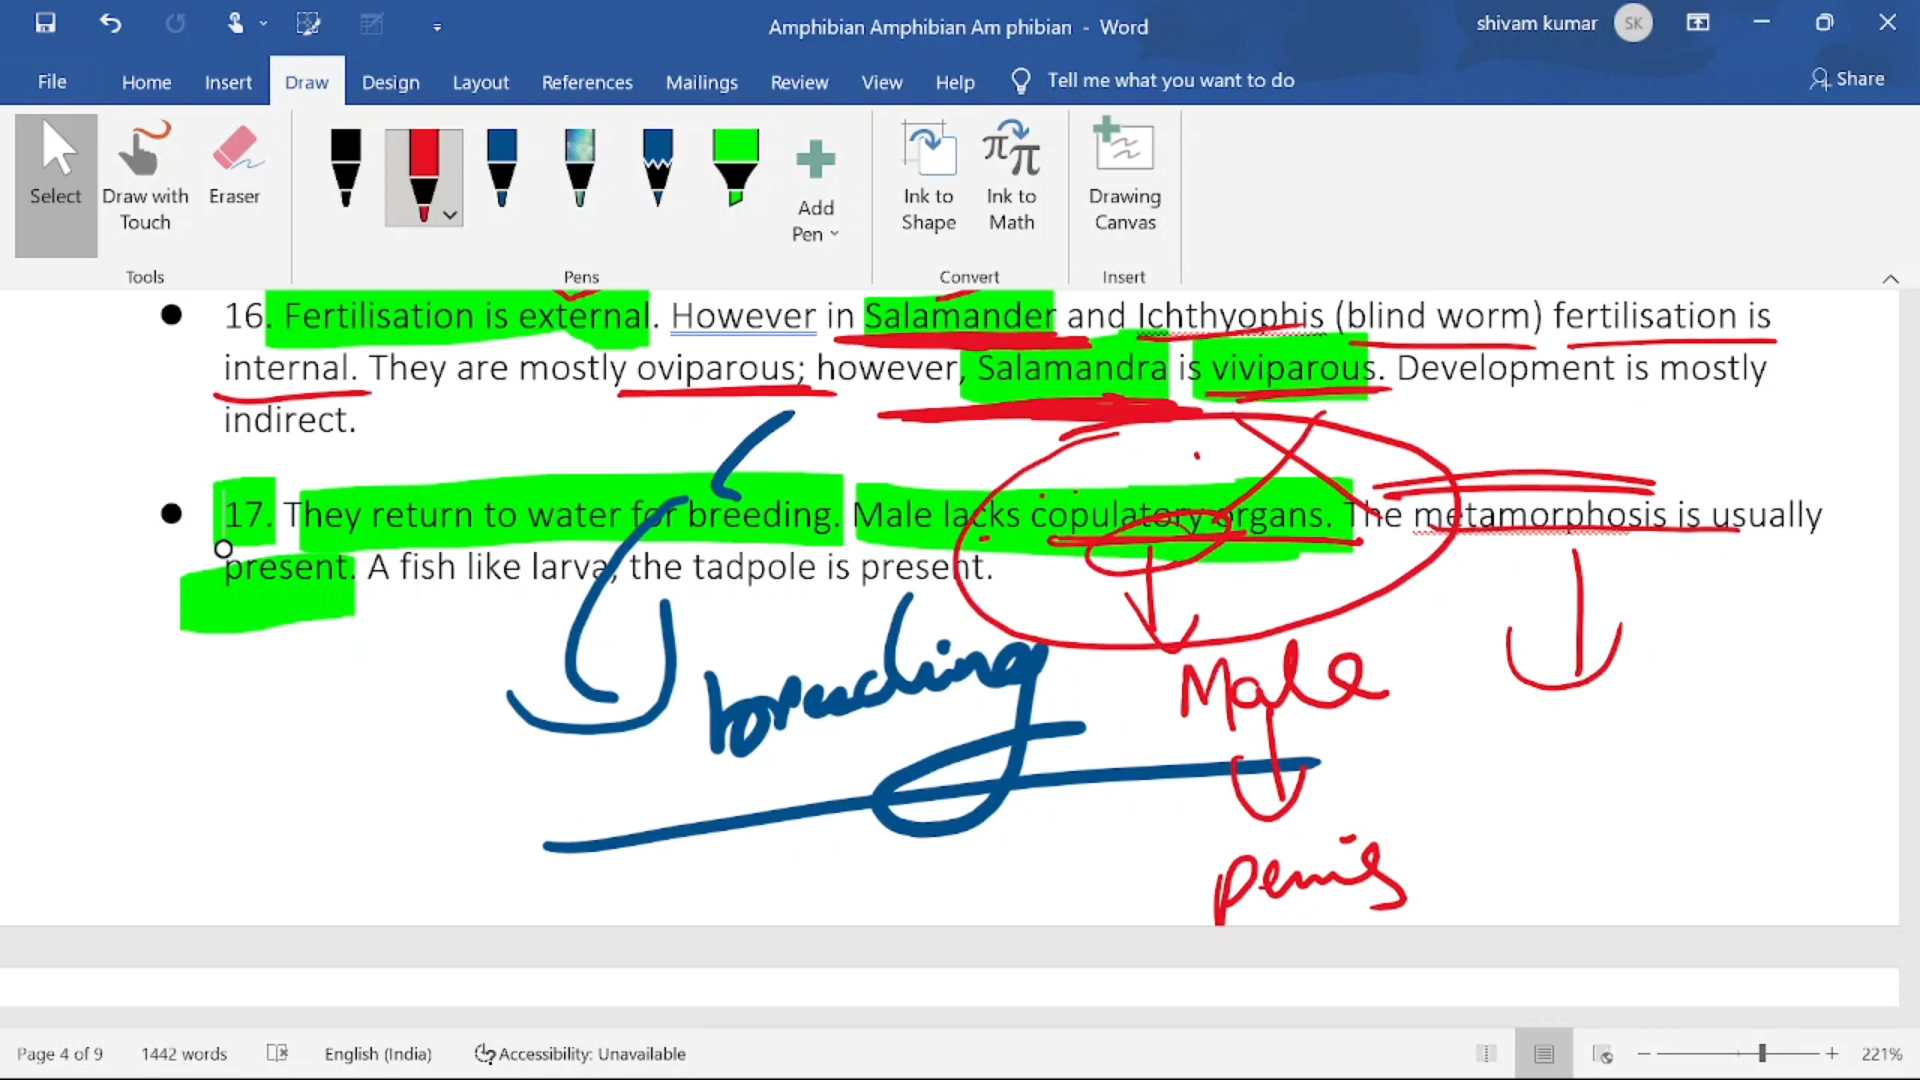 Amphibian Amphibian Am phibian - Word
shivam kumar
SK
File
Home
Insert
Draw
Design
Layout
References
Mailings
Review
View
Help
Tell me what you want to do
Share
Select
Draw with
Touch
Eraser
Add
Pen
Ink to
Shape
Ink to
Math
Drawing
Canvas
Tools
Pens
Convert
Insert
16. Fertilisation is external. However in Salamander and Ichthyophis (blind worm) fertilisation is
internal. They are mostly oviparous; however, Salamandra is viviparous. Development is mostly
indirect.
17. They return to water for breeding. Male lacks copulatory organs. The metamorphosis is usually
present. A fish like larva, the tadpole is present.
breeding
Male
penis
Page 4 of 9
1442 words
English (India)
Accessibility: Unavailable
221%